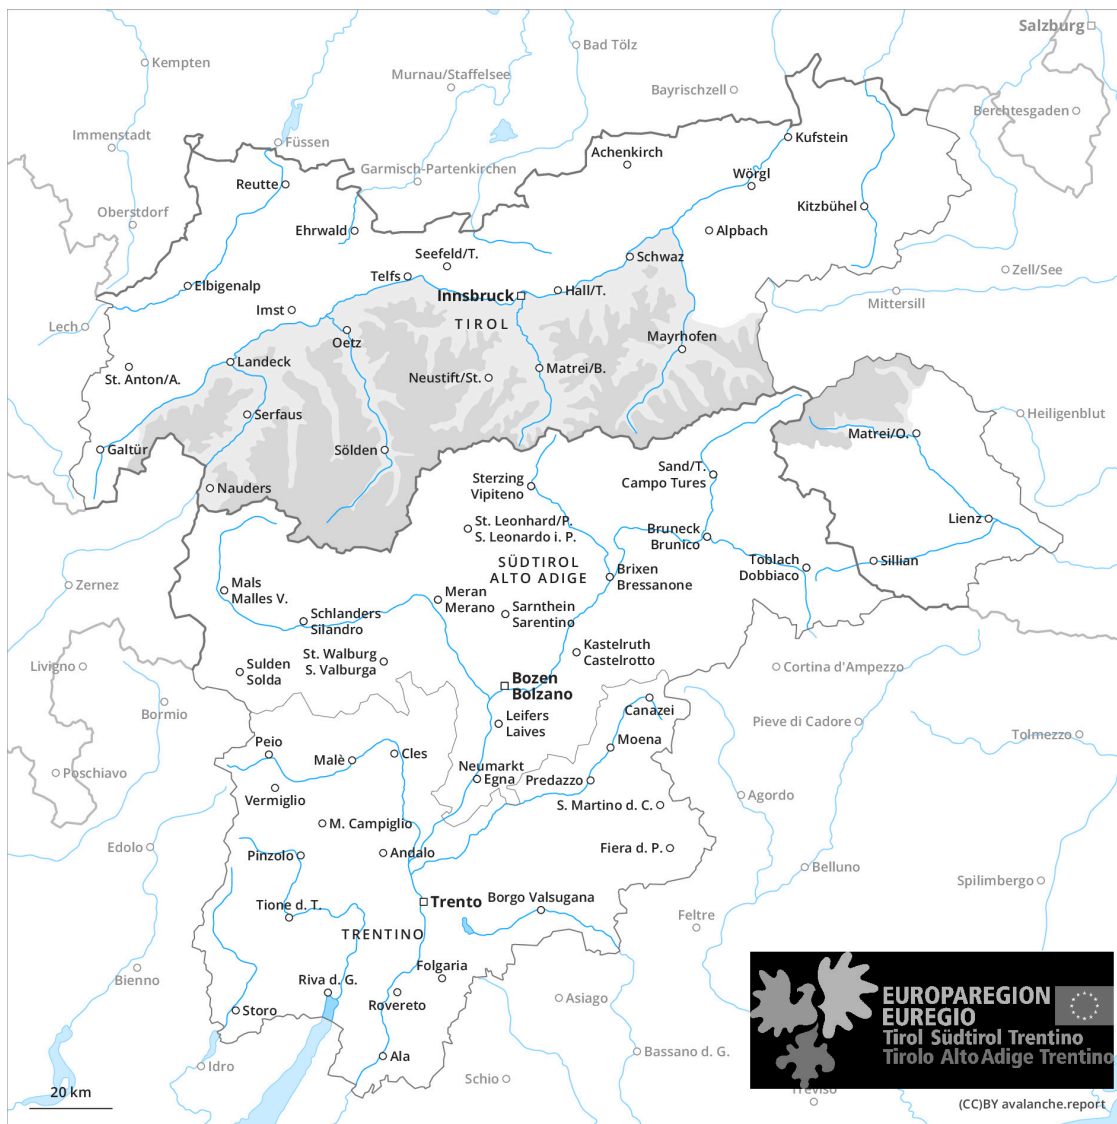 Salzburg
Bad Tölz
Kempten
Murnau/Staffelsee
Bayrischzell
Berchtesgaden
Immenstadt
Füssen
Kufstein
Achenkirch
Garmisch-Partenkirchen
Wörgl
Reutte
Kitzbühel
Oberstdorf
Ehrwald
Alpbach
Seefeld/T.
Schwaz
Zell/See
Telfs
Elbigenalp
Hall/T.
Innsbruck
Mittersill
Imst
TIROL
Lech
Oetz
Mayrhofen
Landeck
Matrei/B.
St. Anton/A.
Neustift/St.
Serfaus
Heiligenblut
Matrei/O.
Galtür
Sölden
Sand/T.
Campo Tures
Sterzing
Vipiteno
Nauders
St. Leonhard/P.
S. Leonardo i. P.
Lienz
Bruneck
Brunico
SÜDTIROL
ALTO ADIGE
Toblach
Dobbiaco
Sillian
Brixen
Bressanone
Zernez
Mals
Malles V.
Meran
Merano
Schlanders
Silandro
Sarnthein
Sarentino
Kastelruth
Castelrotto
St. Walburg
S. Valburga
Livigno
Sulden
Solda
Cortina d'Ampezzo
Bozen
Bolzano
Bormio
Canazei
Leifers
Laives
Pieve di Cadore
Tolmezzo
Peio
Moena
Cles
Malè
Neumarkt
Egna
Poschiavo
Predazzo
Vermiglio
Agordo
S. Martino d. C.
M. Campiglio
Edolo
Pinzolo
Andalo
Fiera d. P.
Belluno
Spilimbergo
Borgo Valsugana
Trento
Tione d. T.
Feltre
TRENTINO
Folgaria
Bienno
Riva d. G.
Rovereto
Asiago
EUROPAREGION
EUREGIO
Storo
Tirol Südtirol Trentino
Tirolo Alto Adige Trentino
Ala
Bassano d. G.
Idro
Schio
Treviso
20 km
(CC)BY avalanche.report